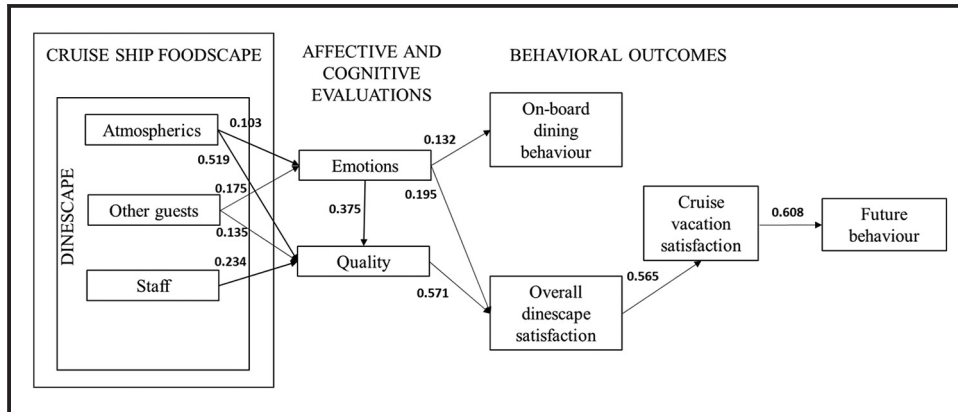 CRUISE SHIP FOODSCAPE
AFFECTIVE AND
COGNITIVE
EVALUATIONS
BEHAVIORAL OUTCOMES
DINESCAPE
Atmospherics
0.103
0.519
Other guests
0.175
0.135
Staff
0.234
Emotions
0.132
0.195
0.375
Quality
0.571
On-board
dining
behaviour
Overall
dinescape
satisfaction
0.565
Cruise
vacation
satisfaction
0.608
Future
behaviour